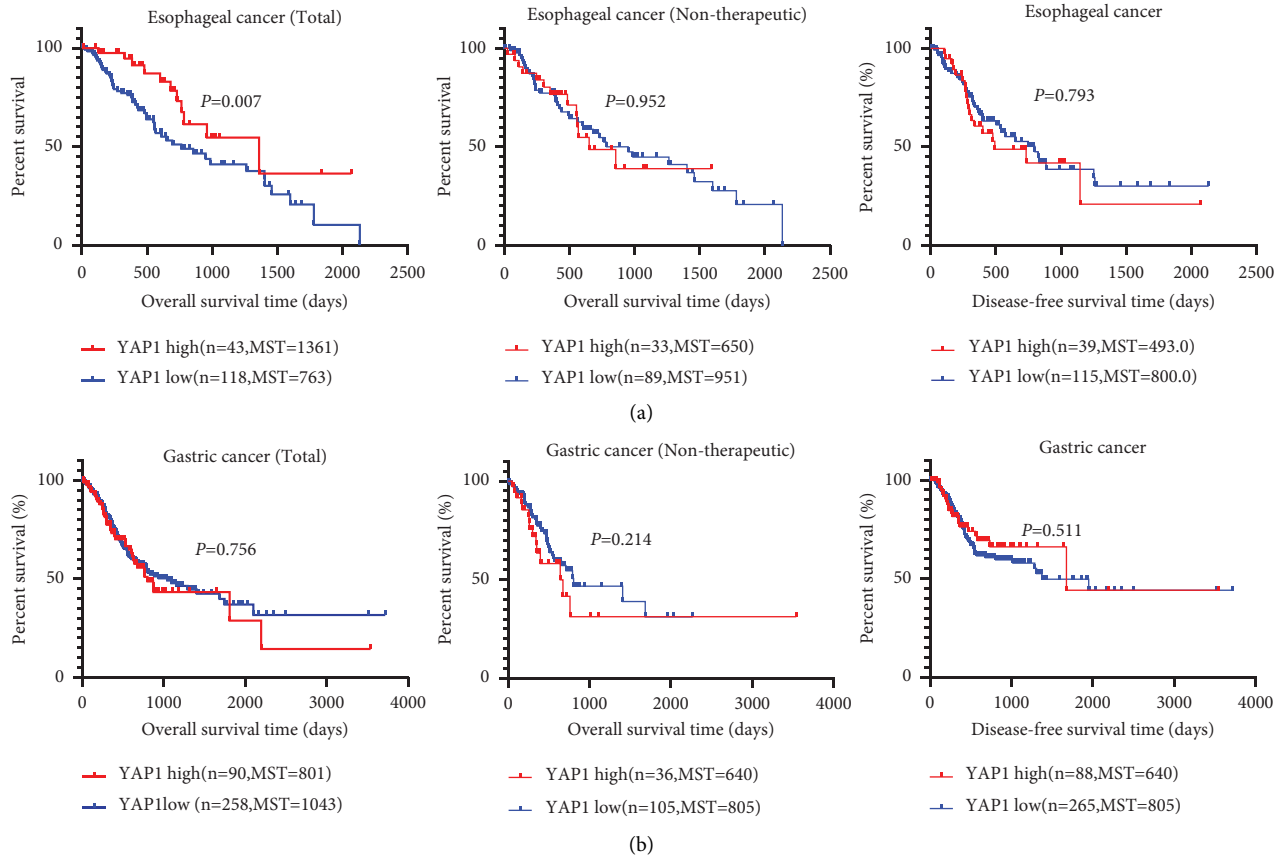 Esophageal cancer (Total)
Percent survival
100
50
0
P=0.007
0 500 1000 1500 2000 2500
Overall survival time (days)
YAP1 high(n=43,MST=1361)
YAP1 low(n=118,MST=763)
Esophageal cancer (Non-therapeutic)
Percent survival
100
50
0
P=0.952
0 500 1000 1500 2000 2500
Overall survival time (days)
YAP1 high(n=33,MST=650)
YAP1 low(n=89,MST=951)
Esophageal cancer
Percent survival (%)
100
50
0
P=0.793
0 500 1000 1500 2000 2500
Disease-free survival time (days)
YAP1 high(n=39,MST=493.0)
YAP1 low(n=115,MST=800.0)
(a)
Gastric cancer (Total)
Percent survival (%)
100
50
0
P=0.756
0 1000 2000 3000 4000
Overall survival time (days)
YAP1 high(n=90,MST=801)
YAP1low (n=258,MST=1043)
Gastric cancer (Non-therapeutic)
Percent survival (%)
100
50
0
P=0.214
0 1000 2000 3000 4000
Overall survival time (days)
YAP1 high(n=36,MST=640)
YAP1 low(n=105,MST=805)
Gastric cancer
Percent survival (%)
100
50
0
P=0.511
0 1000 2000 3000 4000
Disease-free survival time (days)
YAP1 high(n=88,MST=640)
YAP1 low(n=265,MST=805)
(b)